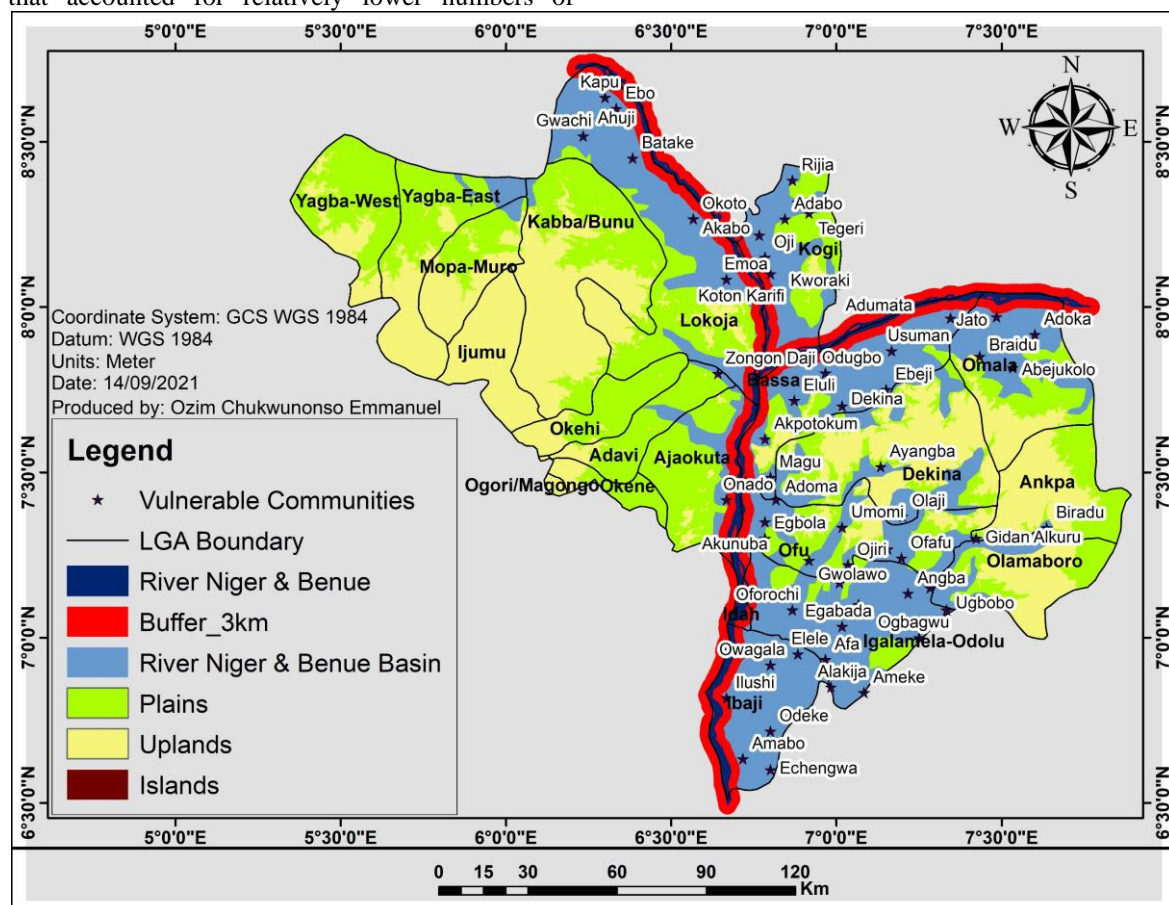 that accounted for relatively lower numbers of
5°0'0"E 5°30'0"E 6°0'0"E 6°30'0"E 7°0'0"E 7°30'0"E
8°30'0"N
8°0'0"N
7°30'0"N
7°0'0"N
6°30'0"N
N
W E
S
Kapu
Ebo
Gwachi
Ahuji
Batake
Rijia
Yagba-West
Yagba-East
Kabba/Bunu
Okoto
Adabo
Akabo
Tegeri
Oji
Kogi
Mopa-Muro
Emoa
Kworaki
Koton Karifi
Adumata
Lokoja
Jato
Adoka
Usuman
Braidu
Ijumu
Zongon Daji
Odugbo
Omala
Bassa
Eluli
Ebeji
Abejukolo
Dekina
Okehi
Akpotokum
Adavi
Ajaokuta
Magu
Ayangba
Dekina
Ankpa
Ogori/Magongo
Okene
Onado
Adoma
Olaji
Umomi
Biradu
Egbola
Akunuba
Ofu
Ojiri
Ofafu
Gidan Alkuru
Olamaboro
Gwolawo
Angba
Oforochi
Idah
Egabada
Ugbobo
Ogbagwu
Elele
Afa
Igalamela-Odolu
Owagala
Alakija
Ameke
Ilushi
Ibaji
Odeke
Amabo
Echengwa
Coordinate System: GCS WGS 1984
Datum: WGS 1984
Units: Meter
Date: 14/09/2021
Produced by: Ozim Chukwunonso Emmanuel
Legend
Vulnerable Communities
LGA Boundary
River Niger & Benue
Buffer_3km
River Niger & Benue Basin
Plains
Uplands
Islands
8°30'0"N
8°0'0"N
7°30'0"N
7°0'0"N
6°30'0"N
5°0'0"E 5°30'0"E 6°0'0"E 6°30'0"E 7°0'0"E 7°30'0"E
0 15 30 60 90 120
Km